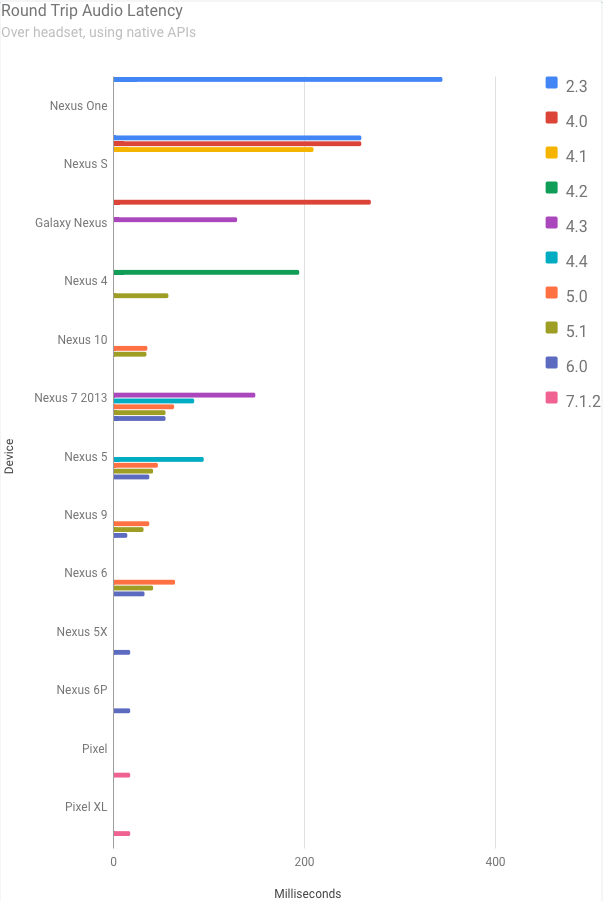 Round Trip Audio Latency
Over headset, using native APIs
2.3
4.0
4.1
4.2
4.3
4.4
5.0
5.1
6.0
7.1.2
Device
Nexus One
Nexus S
Galaxy Nexus
Nexus 4
Nexus 10
Nexus 7 2013
Nexus 5
Nexus 9
Nexus 6
Nexus 5X
Nexus 6P
Pixel
Pixel XL
0 200 400
Milliseconds